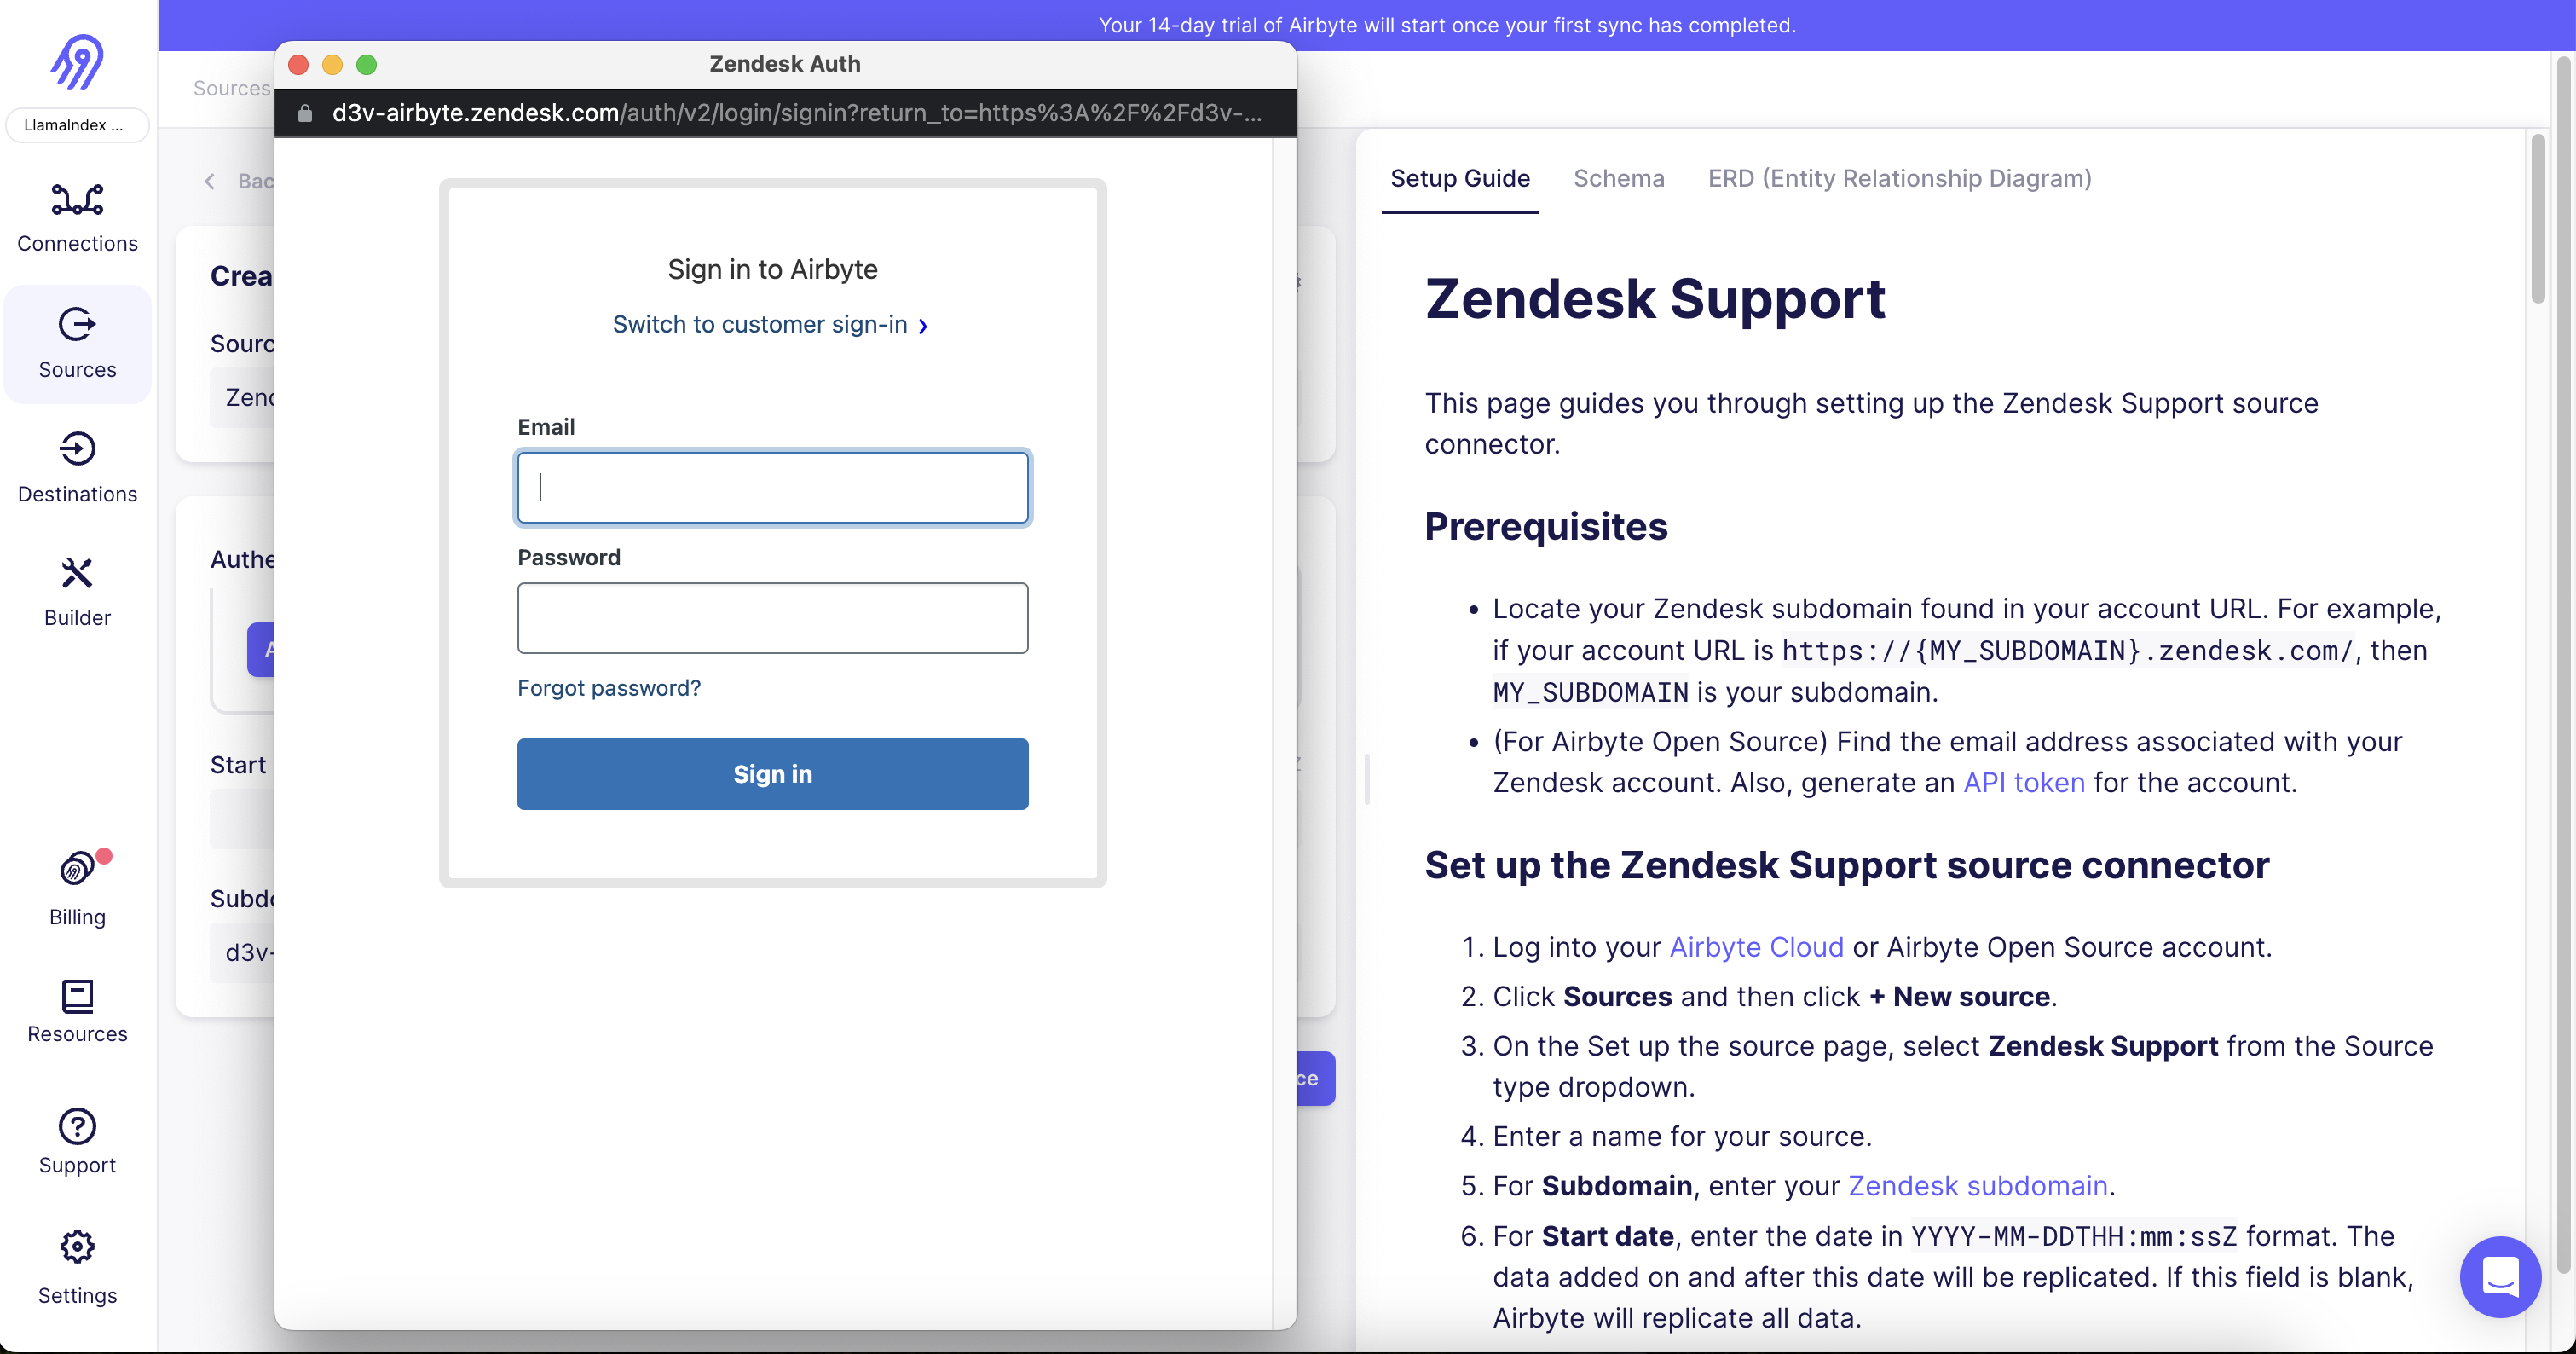 Your 14-day trial of Airbyte will start once your first sync has completed.
LlamaIndex ...
Connections
Sources
Destinations
Builder
Billing
Resources
Support
Settings
Sources
Zendesk Auth
d3v-airbyte.zendesk.com/auth/v2/login/signin?return_to=https%3A%2F%2Fd3v-...
Sign in to Airbyte
Switch to customer sign-in
Email
Password
Forgot password?
Sign in
Start
d3v-
Setup Guide
Schema
ERD (Entity Relationship Diagram)
Zendesk Support
This page guides you through setting up the Zendesk Support source
connector.
Prerequisites
• Locate your Zendesk subdomain found in your account URL. For example,
if your account URL is https://{MY_SUBDOMAIN}.zendesk.com/, then
MY_SUBDOMAIN is your subdomain.
• (For Airbyte Open Source) Find the email address associated with your
Zendesk account. Also, generate an API token for the account.
Set up the Zendesk Support source connector
1. Log into your Airbyte Cloud or Airbyte Open Source account.
2. Click Sources and then click + New source.
3. On the Set up the source page, select Zendesk Support from the Source
type dropdown.
4. Enter a name for your source.
5. For Subdomain, enter your Zendesk subdomain.
6. For Start date, enter the date in YYYY-MM-DDTHH:mm:ssZ format. The
data added on and after this date will be replicated. If this field is blank,
Airbyte will replicate all data.